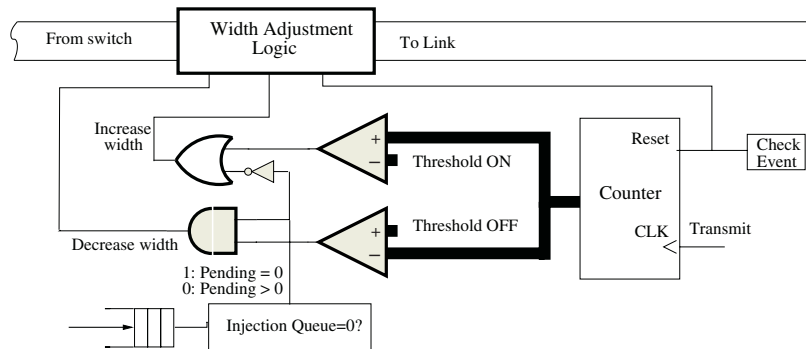 From switch
Width Adjustment
Logic
To Link
Increase
width
+
−
Threshold ON
Reset
Check
Event
Counter
Threshold OFF
+
−
CLK
Transmit
Decrease width
1: Pending = 0
0: Pending > 0
Injection Queue=0?